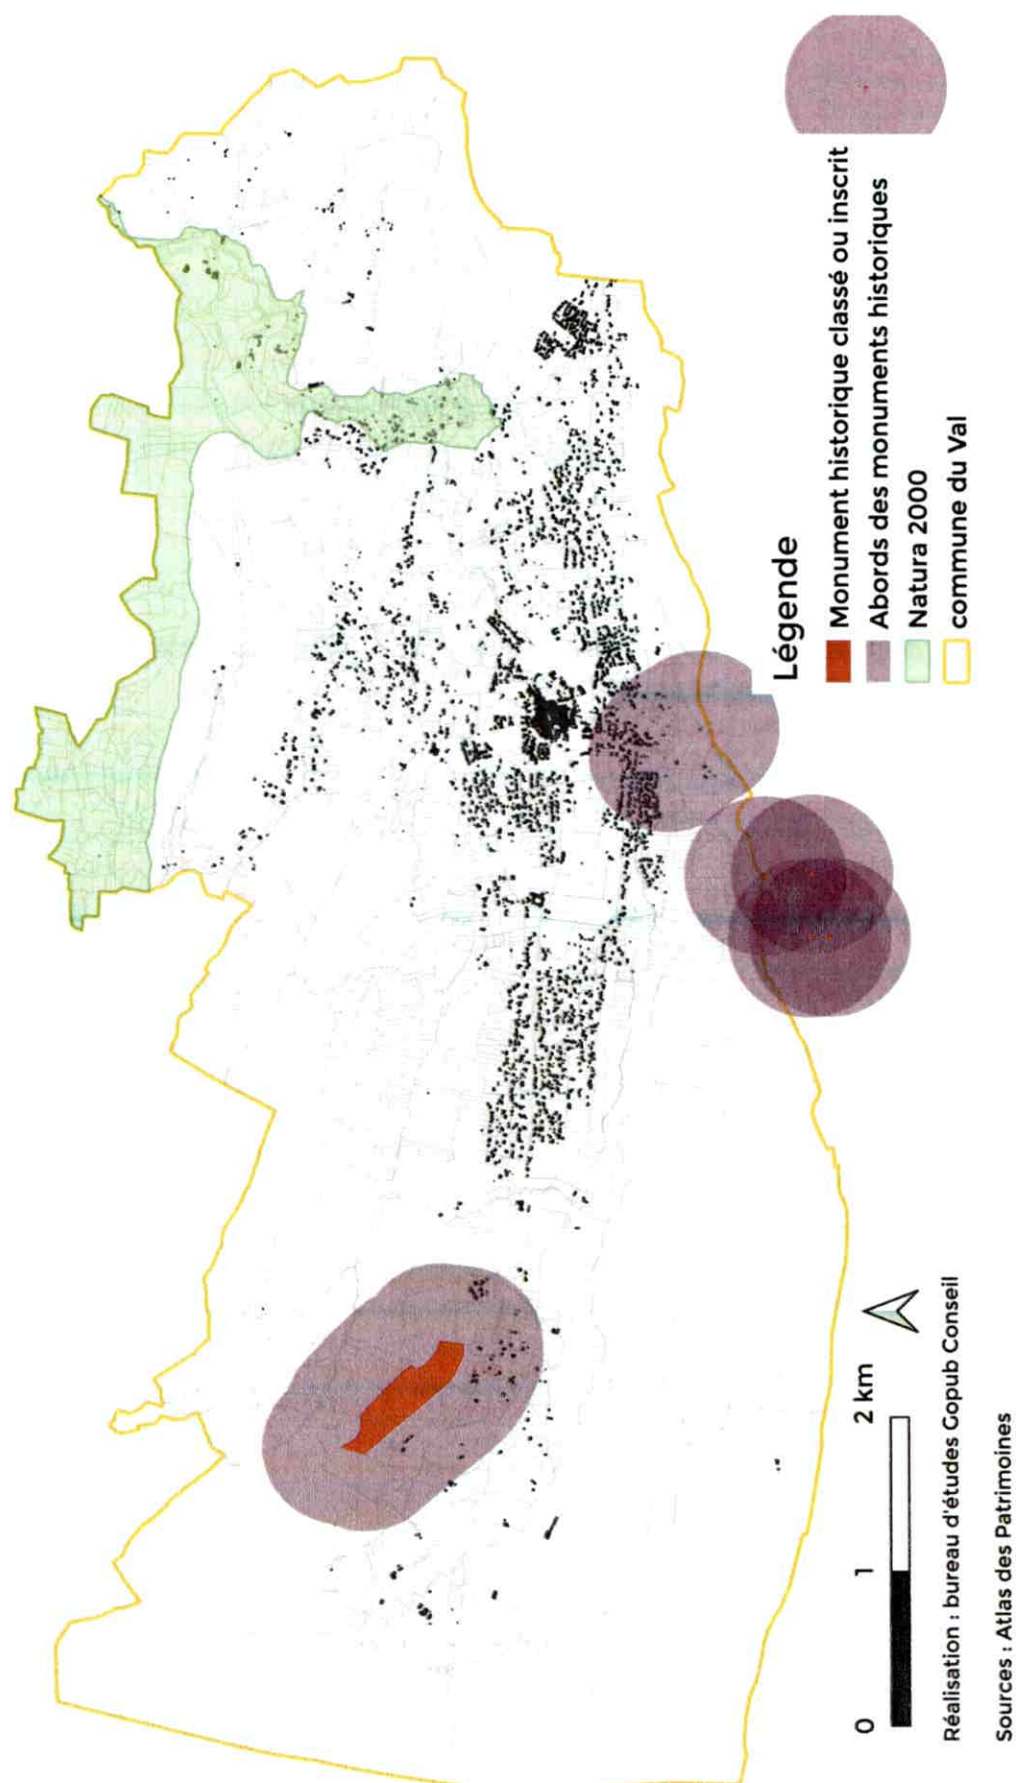 Légende
Monument historique classé ou inscrit
Abords des monuments historiques
Natura 2000
commune du Val
0 1 2 km
Réalisation : bureau d'études Gopub Conseil
Sources : Atlas des Patrimoines